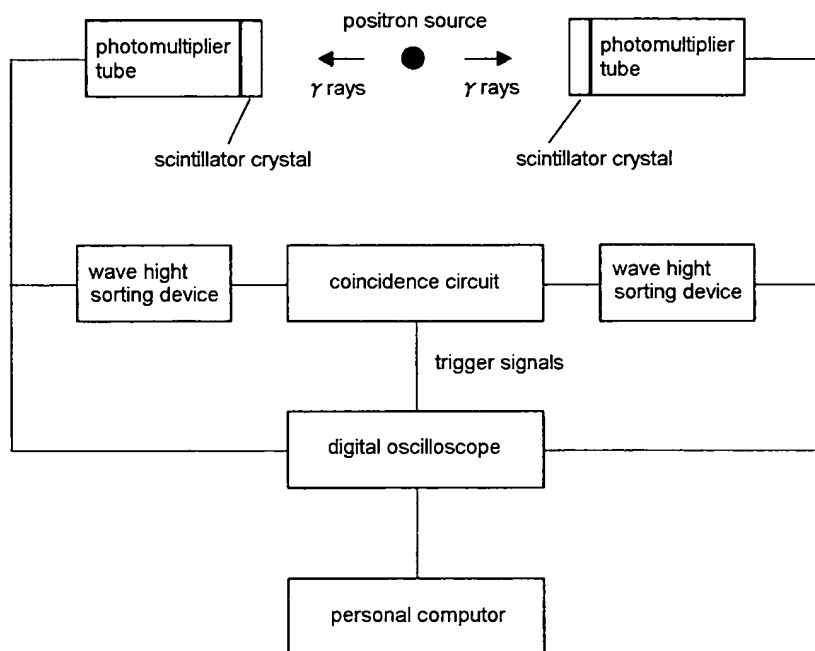 positron source
photomultiplier
tube
γ rays
γ rays
photomultiplier
tube
scintillator crystal
scintillator crystal
wave hight
sorting device
coincidence circuit
wave hight
sorting device
trigger signals
digital oscilloscope
personal computor